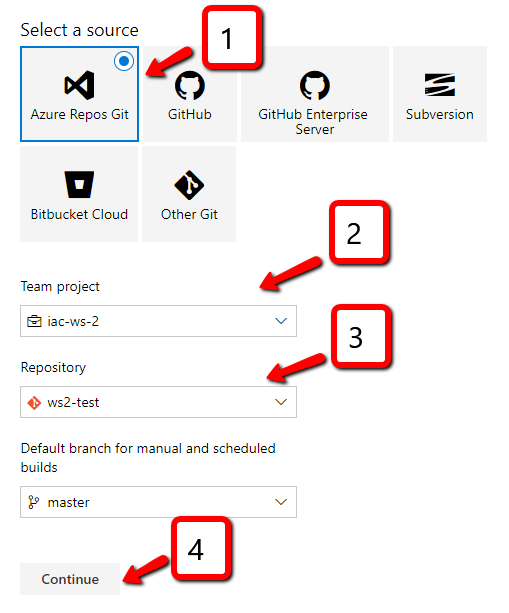 Select a source
1
Azure Repos Git
GitHub
GitHub Enterprise
Server
Subversion
Bitbucket Cloud
Other Git
2
Team project
iac-ws-2
3
Repository
ws2-test
Default branch for manual and scheduled
builds
master
4
Continue